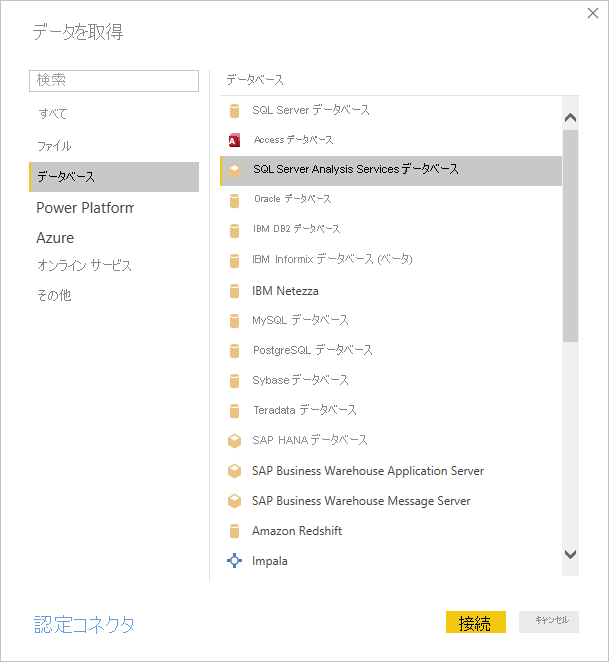 データを取得
検索
すべて
ファイル
データベース
Power Platform
Azure
オンライン サービス
その他
データベース
SQL Server データベース
Access データベース
SQL Server Analysis Services データベース
Oracle データベース
IBM DB2 データベース
IBM Informix データベース (ベータ)
IBM Netezza
MySQL データベース
PostgreSQL データベース
Sybase データベース
Teradata データベース
SAP HANA データベース
SAP Business Warehouse Application Server
SAP Business Warehouse Message Server
Amazon Redshift
Impala
認定コネクタ
接続
キャンセル